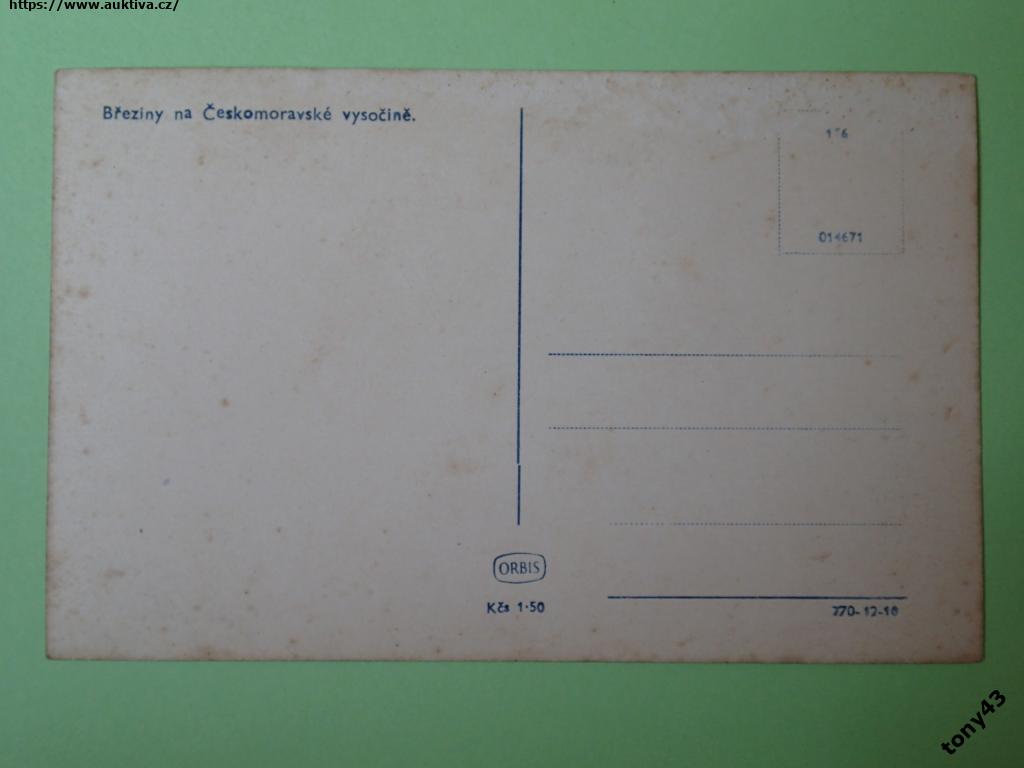 https://www.auktiva.cz/
Březiny na Českomoravské vysočině.
014671
ORBIS
Kčs 1·50
tony43